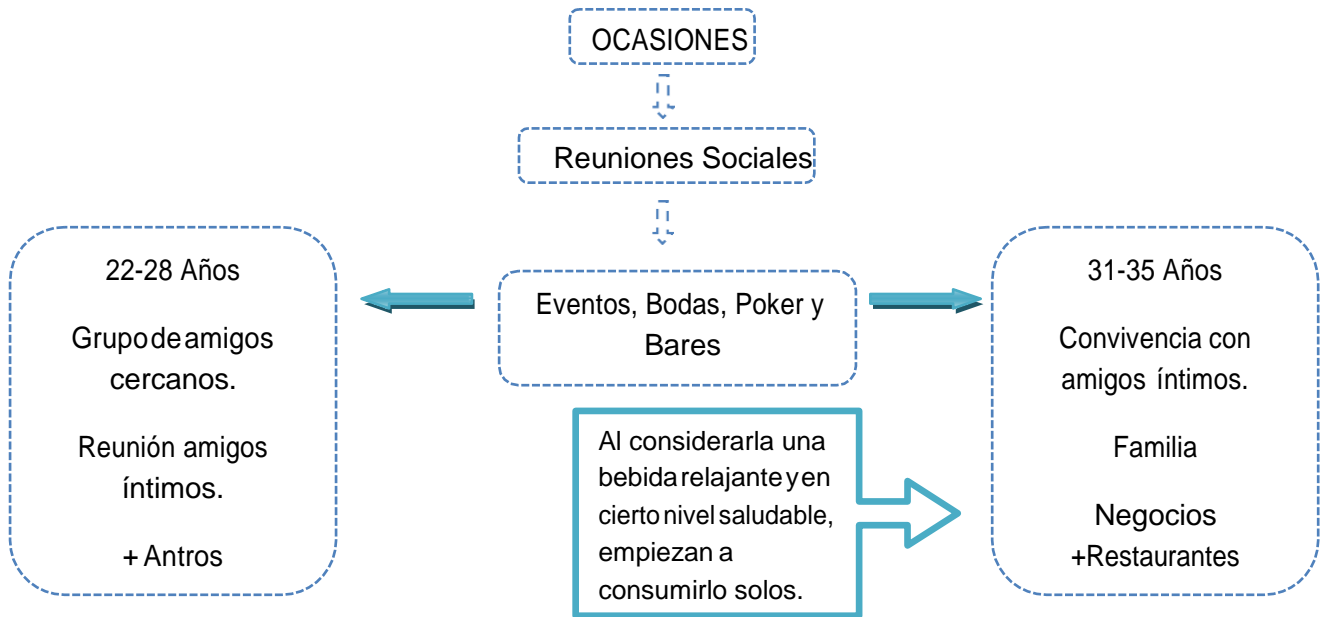 OCASIONES
Reuniones Sociales
Eventos, Bodas, Poker y
Bares
22-28 Años
Grupo de amigos
cercanos.
Reunión amigos
íntimos.
+ Antros
Al considerarla una
bebida relajante y en
cierto nivel saludable,
empiezan a
consumirlo solos.
31-35 Años
Convivencia con
amigos íntimos.
Familia
Negocios
+Restaurantes